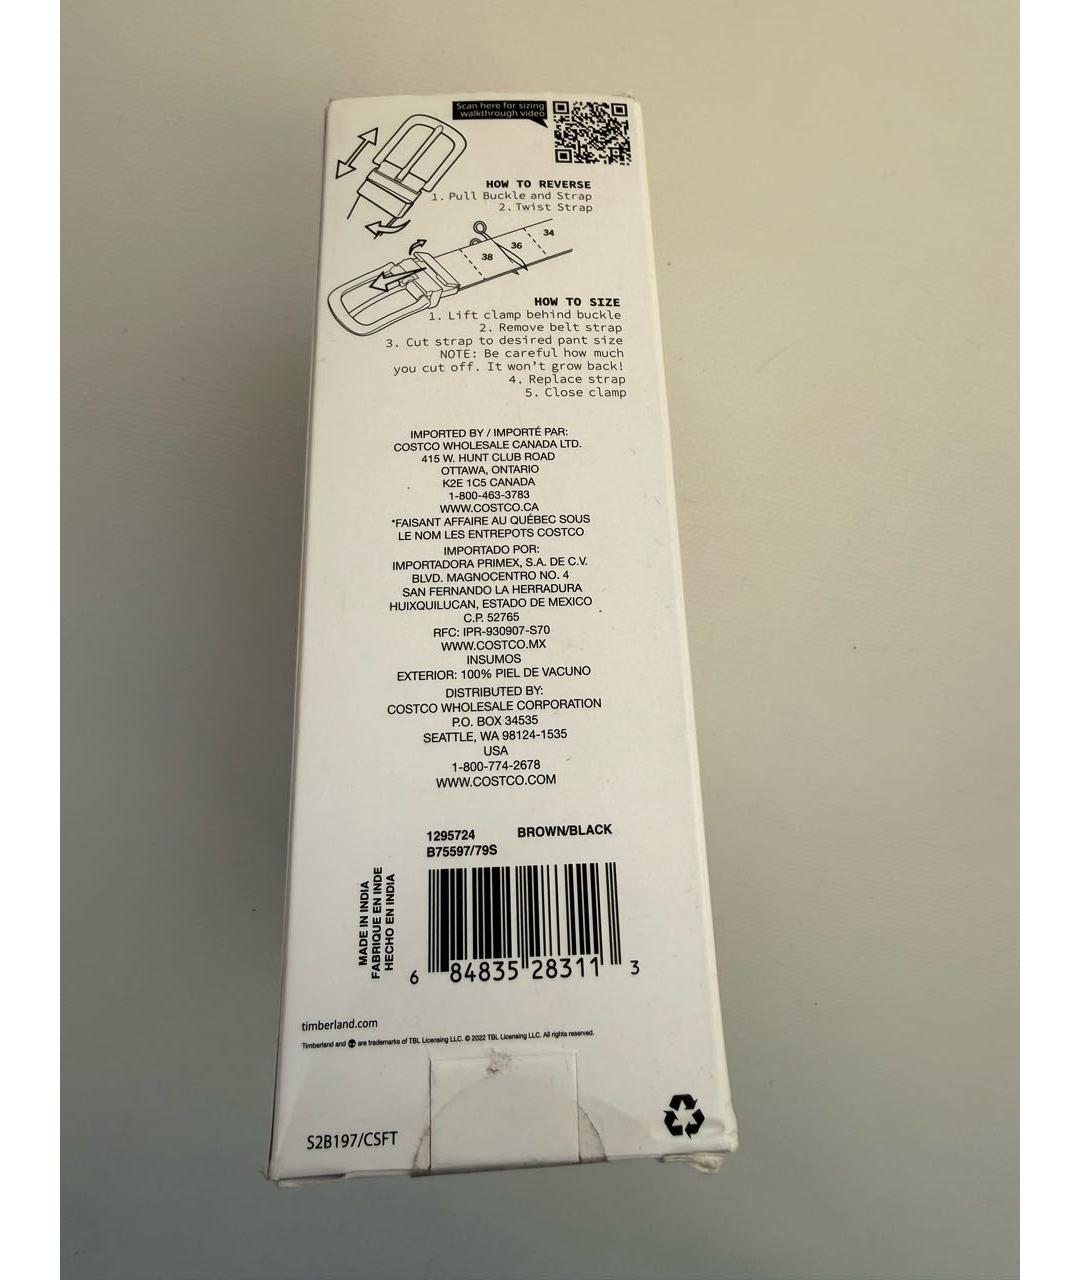 Scan here for sizing
walkthrough video
HOW TO REVERSE
1. Pull Buckle and Strap
2. Twist Strap
38 36 34
HOW TO SIZE
1. Lift clamp behind buckle
2. Remove belt strap
3. Cut strap to desired pant size
NOTE: Be careful how much
you cut off. It won't grow back!
4. Replace strap
5. Close clamp
IMPORTED BY / IMPORTÉ PAR:
COSTCO WHOLESALE CANADA LTD.
415 W. HUNT CLUB ROAD
OTTAWA, ONTARIO
K2E 1C5 CANADA
1-800-463-3783
WWW.COSTCO.CA
*FAISANT AFFAIRE AU QUÉBEC SOUS
LE NOM LES ENTREPOTS COSTCO
IMPORTADO POR:
IMPORTADORA PRIMEX, S.A. DE C.V.
BLVD. MAGNOCENTRO NO. 4
SAN FERNANDO LA HERRADURA
HUIXQUILUCAN, ESTADO DE MEXICO
C.P. 52765
RFC: IPR-930907-S70
WWW.COSTCO.MX
INSUMOS
EXTERIOR: 100% PIEL DE VACUNO
DISTRIBUTED BY:
COSTCO WHOLESALE CORPORATION
P.O. BOX 34535
SEATTLE, WA 98124-1535
USA
1-800-774-2678
WWW.COSTCO.COM
1295724 BROWN/BLACK
B75597/79S
MADE IN INDIA
FABRIQUE EN INDE
HECHO EN INDIA
6 84835 28311 3
timberland.com
Timberland and are trademarks of TBL Licensing LLC. © 2022 TBL Licensing LLC. All rights reserved.
S2B197/CSFT